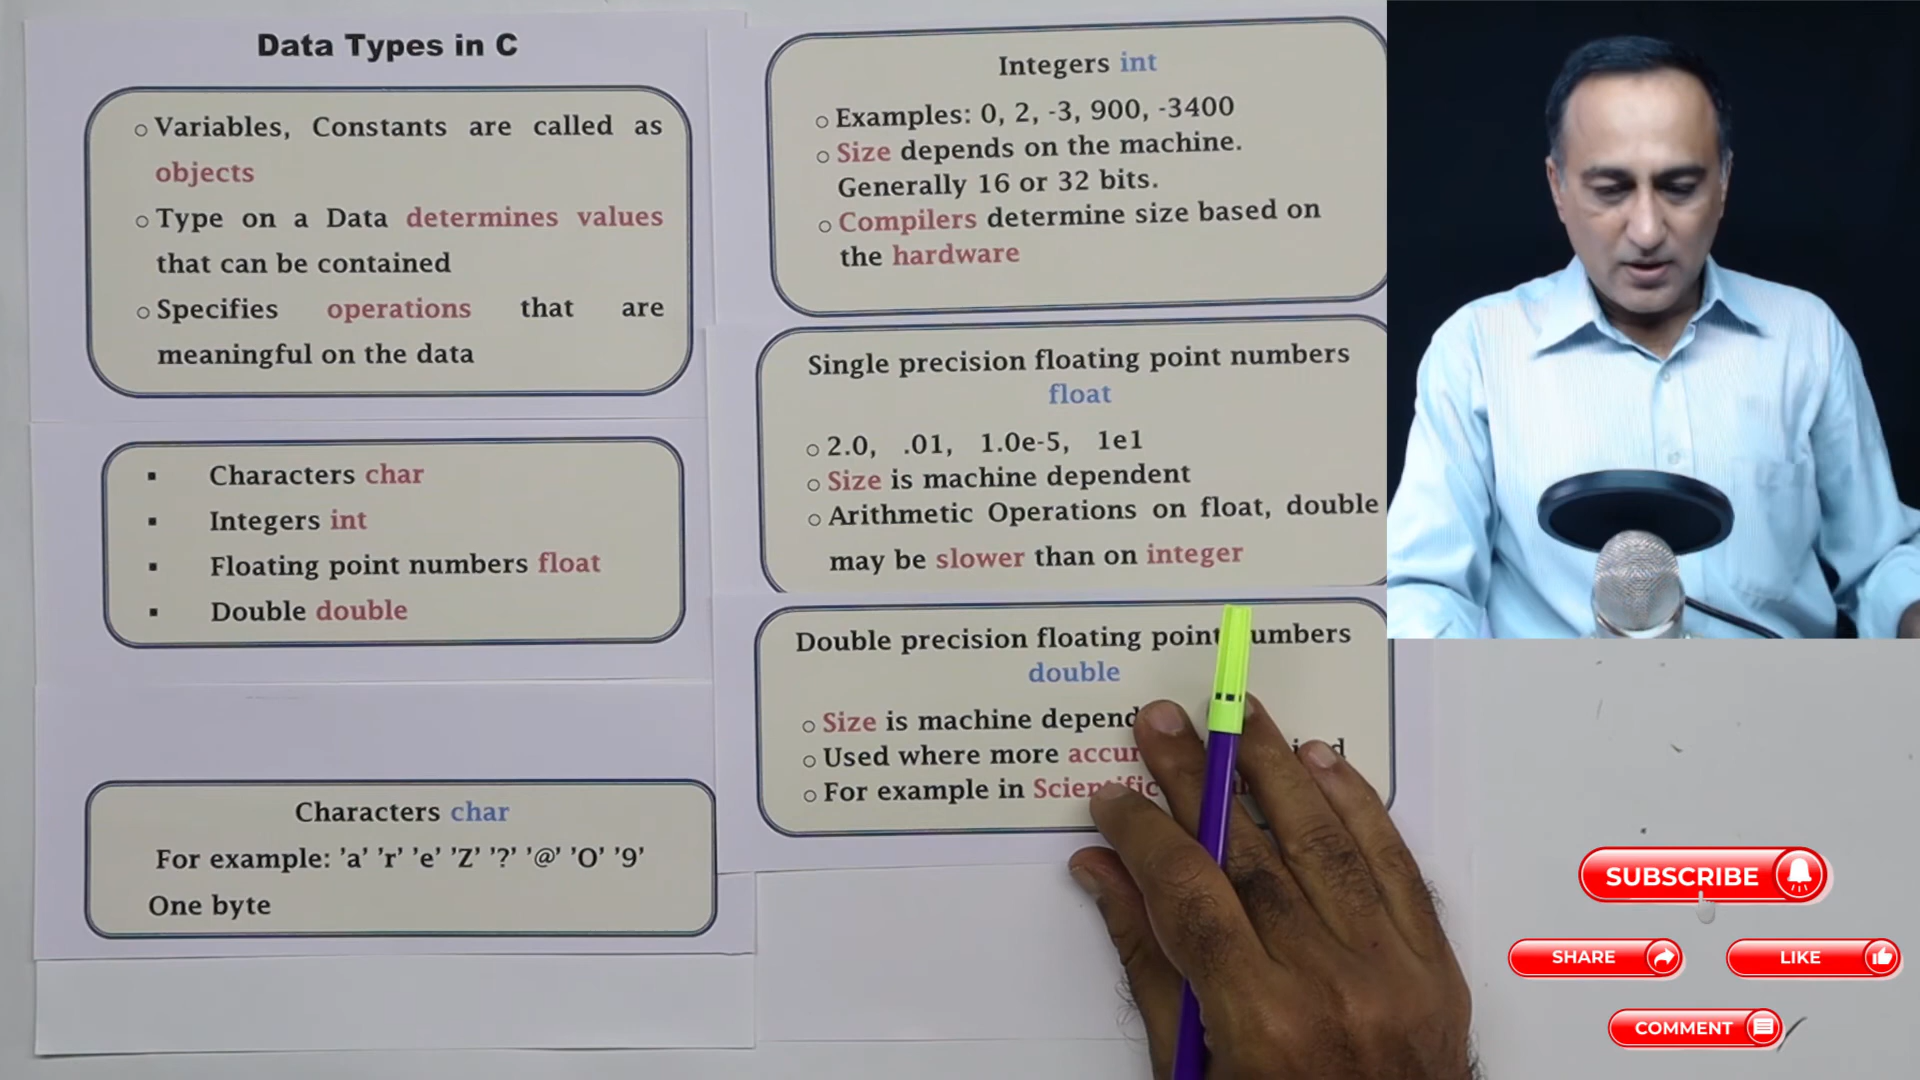 Data Types in C
Variables, Constants are called as
objects
Type on a Data determines values
that can be contained
Specifies operations that are
meaningful on the data
Characters char
Integers int
Floating point numbers float
Double double
Characters char
For example: 'a' 'r' 'e' 'Z' '?' '@' 'O' '9'
One byte
Integers int
Examples: 0, 2, -3, 900, -3400
Size depends on the machine.
Generally 16 or 32 bits.
Compilers determine size based on
the hardware
Single precision floating point numbers
float
2.0, .01, 1.0e-5, 1e1
Size is machine dependent
Arithmetic Operations on float, double
may be slower than on integer
Double precision floating point numbers
double
Size is machine
Used where more
For example in Scientific
SUBSCRIBE
SHARE
LIKE
COMMENT